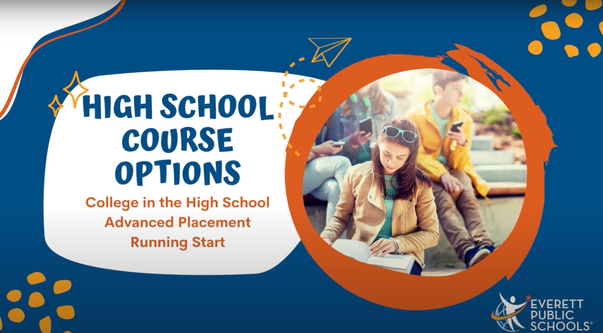 HIGH SCHOOL
COURSE
OPTIONS
College in the High School
Advanced Placement
Running Start
EVERETT
PUBLIC
SCHOOLS